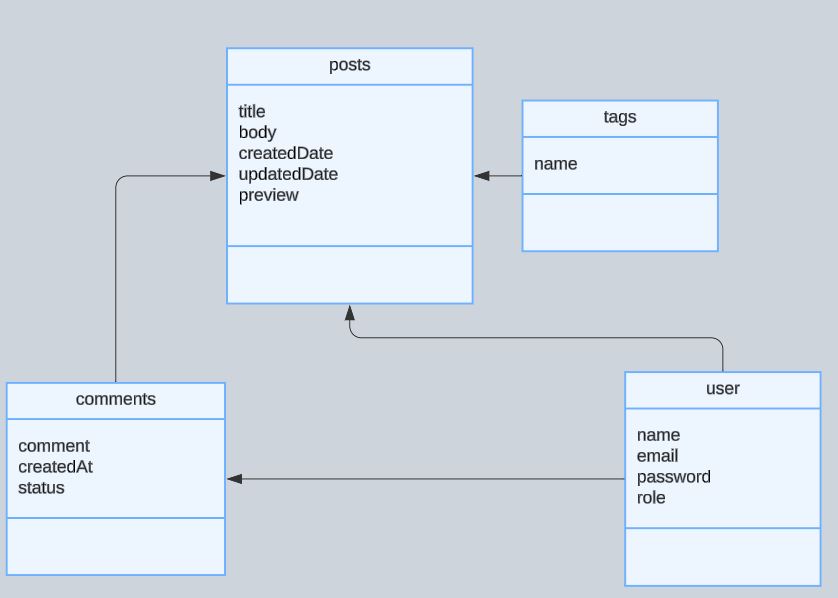 posts
title
body
createdDate
updatedDate
preview
tags
name
comments
comment
createdAt
status
user
name
email
password
role